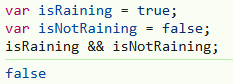 var isRaining = true;
var isNotRaining = false;
isRaining && isNotRaining;
false